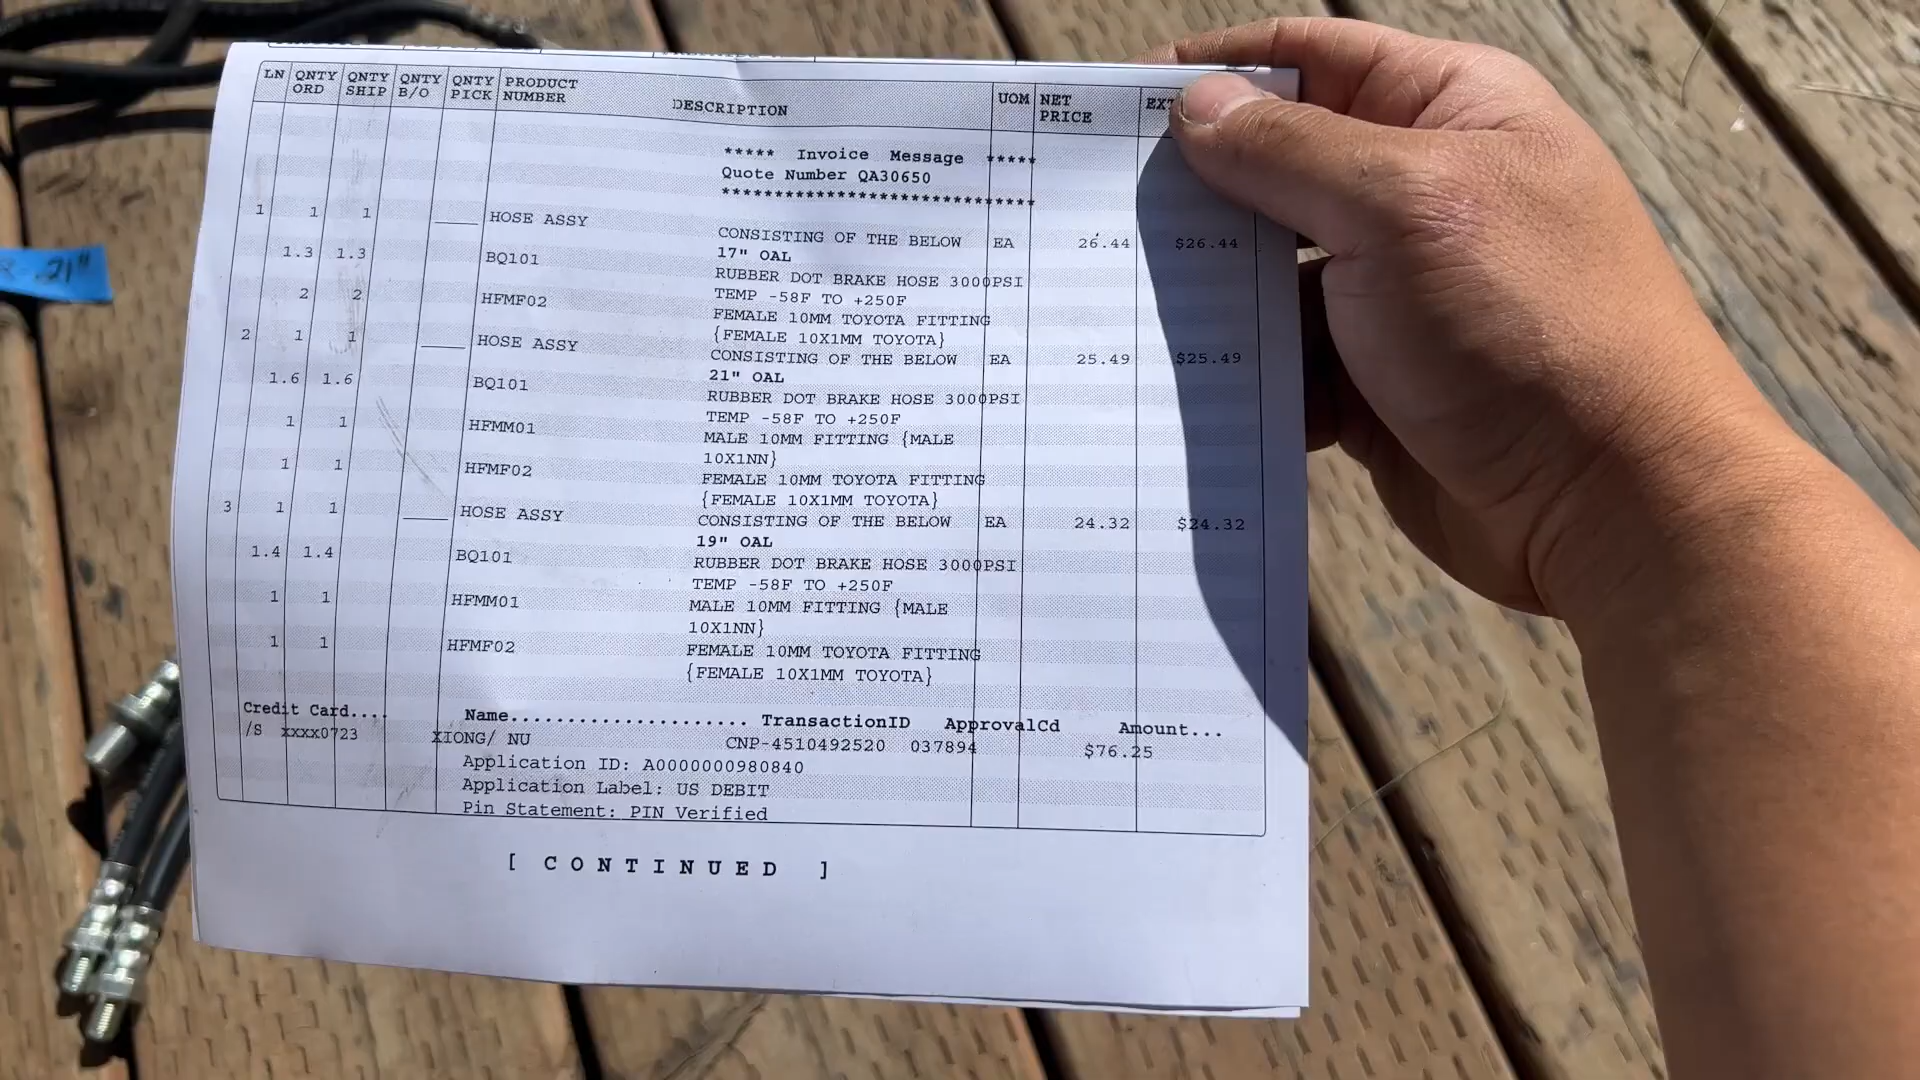 LN QNTY ORD QNTY SHIP QNTY B/O QNTY PICK PRODUCT NUMBER DESCRIPTION UOM NET PRICE
***** Invoice Message *****
Quote Number QA30650
******************************
1 1 1 ____ HOSE ASSY CONSISTING OF THE BELOW EA 26.44 $26.44
17" OAL
1.3 1.3 BQ101 RUBBER DOT BRAKE HOSE 3000PSI
TEMP -58F TO +250F
2 2 HFMF02 FEMALE 10MM TOYOTA FITTING
{FEMALE 10X1MM TOYOTA}
2 1 1 ____ HOSE ASSY CONSISTING OF THE BELOW EA 25.49 $25.49
21" OAL
1.6 1.6 BQ101 RUBBER DOT BRAKE HOSE 3000PSI
TEMP -58F TO +250F
1 1 HFMM01 MALE 10MM FITTING {MALE
10X1NN}
1 1 HFMF02 FEMALE 10MM TOYOTA FITTING
{FEMALE 10X1MM TOYOTA}
3 1 1 ____ HOSE ASSY CONSISTING OF THE BELOW EA 24.32 $24.32
19" OAL
1.4 1.4 BQ101 RUBBER DOT BRAKE HOSE 3000PSI
TEMP -58F TO +250F
1 1 HFMM01 MALE 10MM FITTING {MALE
10X1NN}
1 1 HFMF02 FEMALE 10MM TOYOTA FITTING
{FEMALE 10X1MM TOYOTA}
Credit Card.... Name..................... TransactionID ApprovalCd Amount...
/S xxxx0723 XIONG/ NU CNP-4510492520 037894 $76.25
Application ID: A0000000980840
Application Label: US DEBIT
Pin Statement: PIN Verified
[ CONTINUED ]
21"